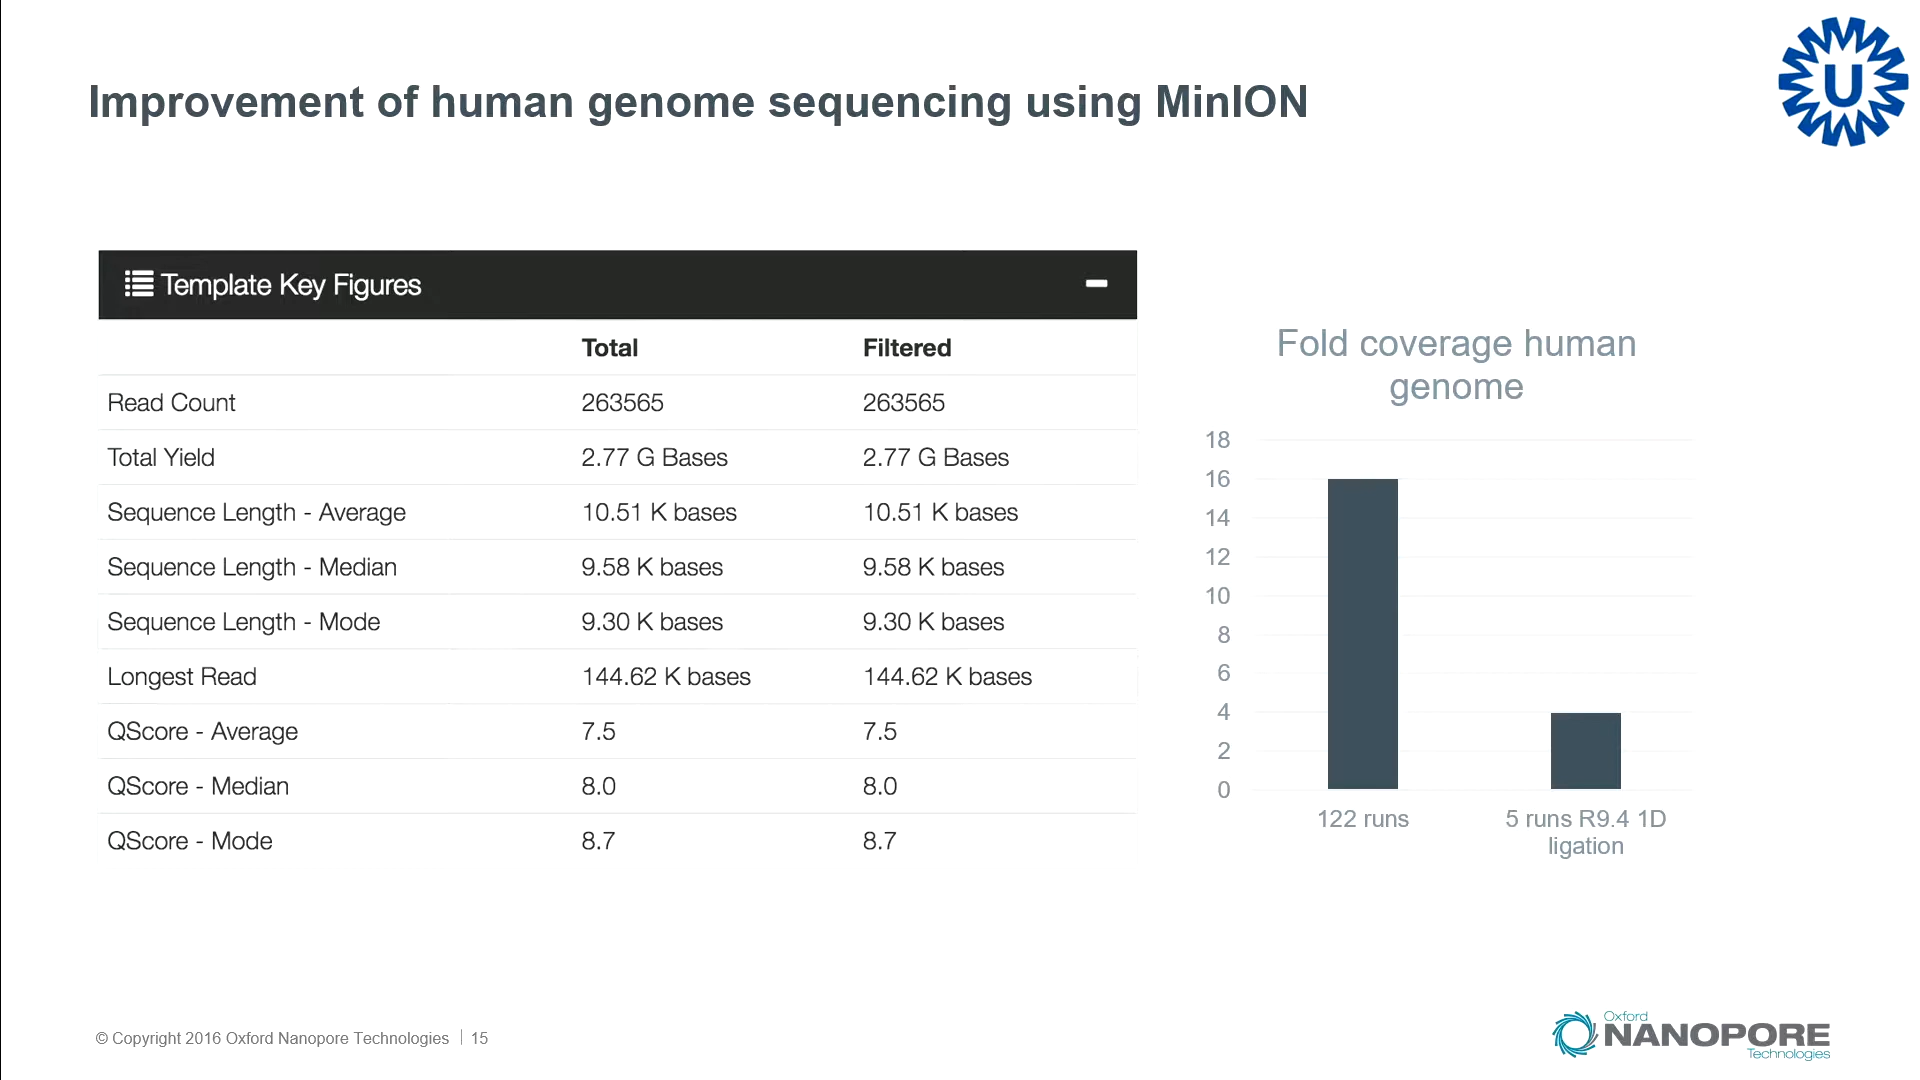 U
Improvement of human genome sequencing using MinION
Template Key Figures
Total Filtered
Read Count 263565 263565
Total Yield 2.77 G Bases 2.77 G Bases
Sequence Length - Average 10.51 K bases 10.51 K bases
Sequence Length - Median 9.58 K bases 9.58 K bases
Sequence Length - Mode 9.30 K bases 9.30 K bases
Longest Read 144.62 K bases 144.62 K bases
QScore - Average 7.5 7.5
QScore - Median 8.0 8.0
QScore - Mode 8.7 8.7
Fold coverage human
genome
18
16
14
12
10
8
6
4
2
0
122 runs 5 runs R9.4 1D
ligation
© Copyright 2016 Oxford Nanopore Technologies | 15
Oxford
NANOPORE
Technologies